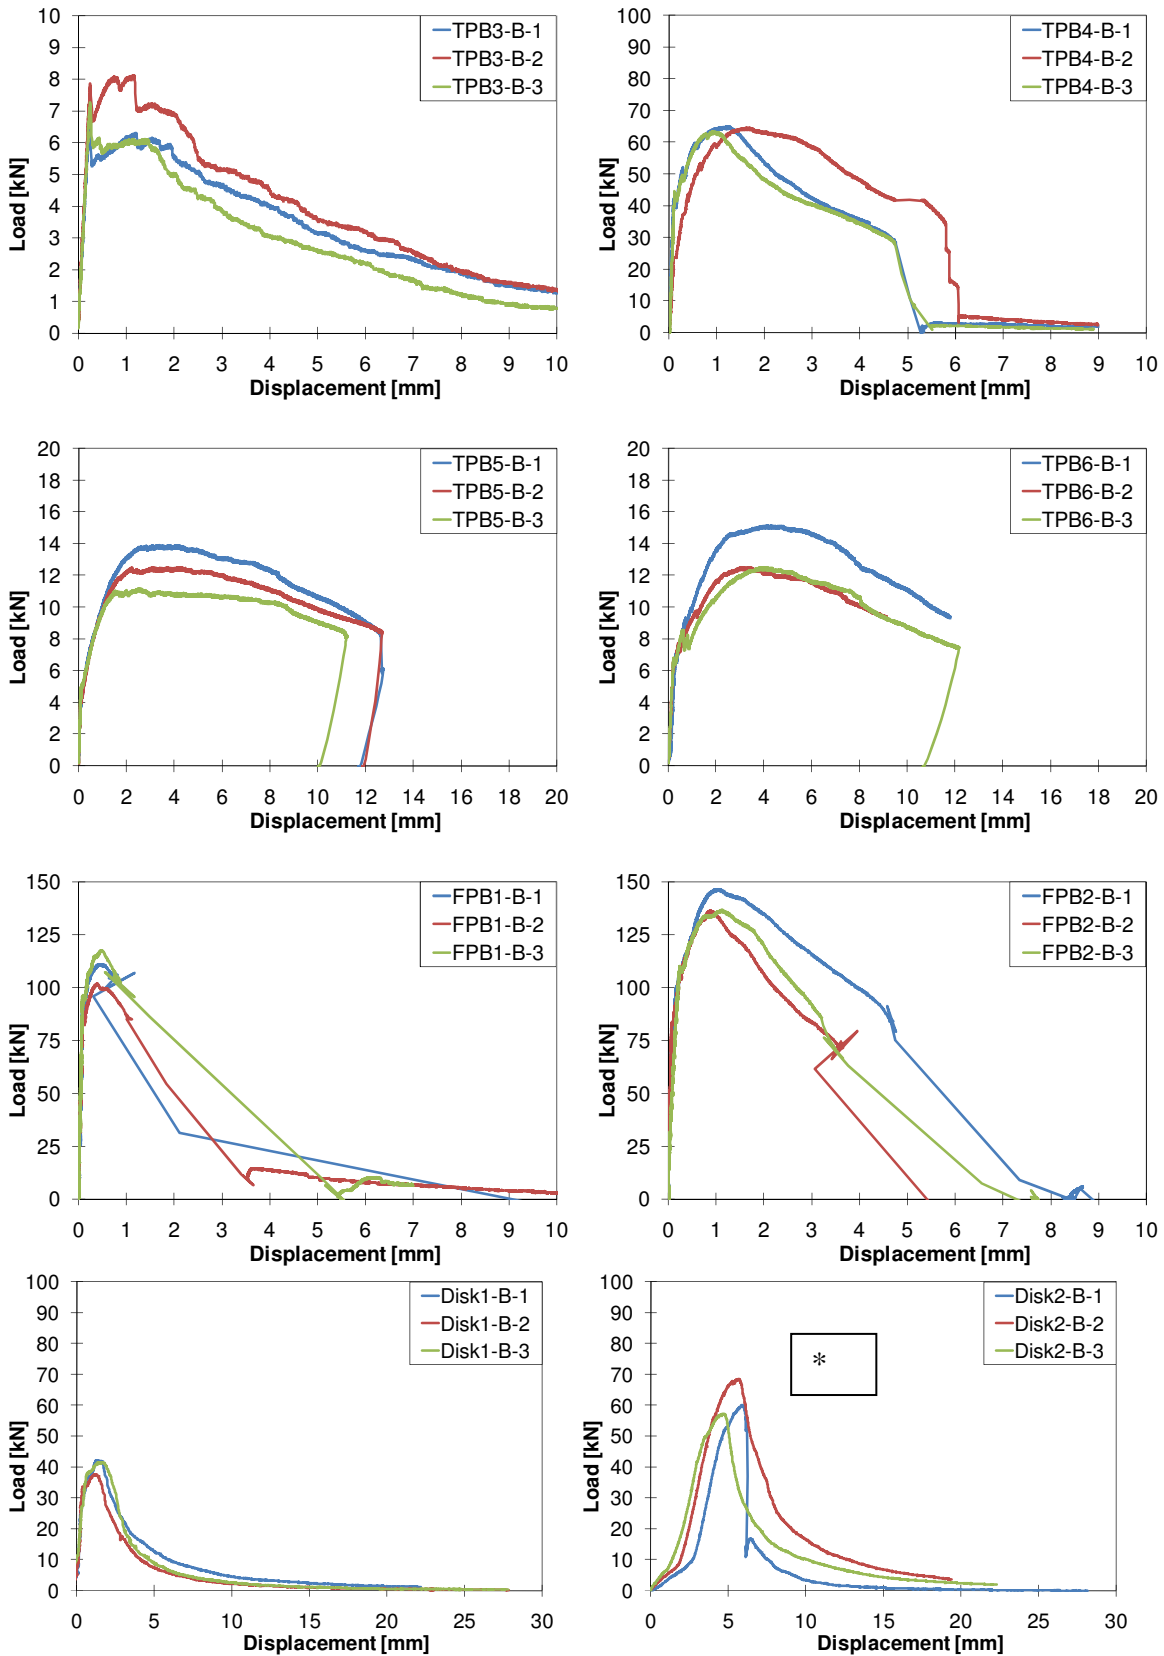 10
9
8
7
6
5
4
3
2
1
0
Load [kN]
0 1 2 3 4 5 6 7 8 9 10
Displacement [mm]
TPB3-B-1
TPB3-B-2
TPB3-B-3
100
90
80
70
60
50
40
30
20
10
0
Load [kN]
0 1 2 3 4 5 6 7 8 9 10
Displacement [mm]
TPB4-B-1
TPB4-B-2
TPB4-B-3
20
18
16
14
12
10
8
6
4
2
0
Load [kN]
0 2 4 6 8 10 12 14 16 18 20
Displacement [mm]
TPB5-B-1
TPB5-B-2
TPB5-B-3
20
18
16
14
12
10
8
6
4
2
0
Load [kN]
0 2 4 6 8 10 12 14 16 18 20
Displacement [mm]
TPB6-B-1
TPB6-B-2
TPB6-B-3
150
125
100
75
50
25
0
Load [kN]
0 1 2 3 4 5 6 7 8 9 10
Displacement [mm]
FPB1-B-1
FPB1-B-2
FPB1-B-3
150
125
100
75
50
25
0
Load [kN]
0 1 2 3 4 5 6 7 8 9 10
Displacement [mm]
FPB2-B-1
FPB2-B-2
FPB2-B-3
100
90
80
70
60
50
40
30
20
10
0
Load [kN]
0 5 10 15 20 25 30
Displacement [mm]
Disk1-B-1
Disk1-B-2
Disk1-B-3
100
90
80
70
60
50
40
30
20
10
0
Load [kN]
0 5 10 15 20 25 30
Displacement [mm]
Disk2-B-1
Disk2-B-2
Disk2-B-3
*